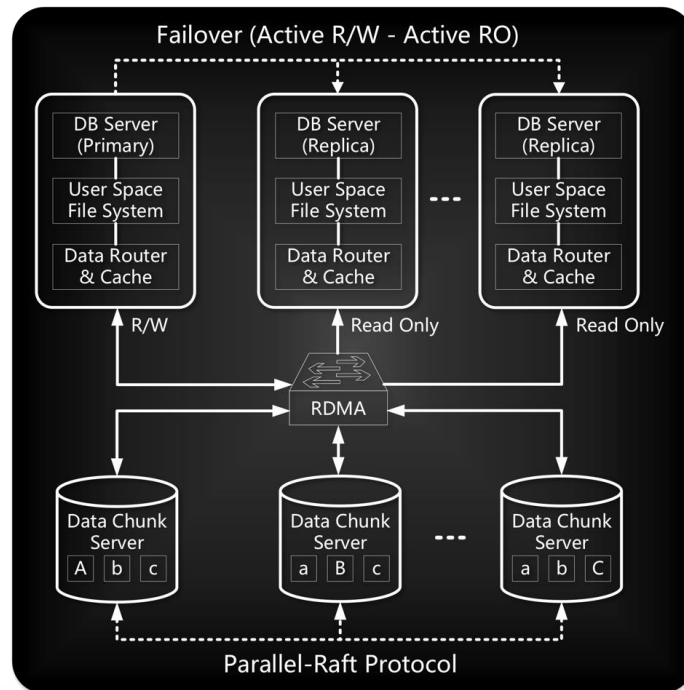 Failover (Active R/W - Active RO)
DB Server
(Primary)
User Space
File System
Data Router
& Cache
DB Server
(Replica)
User Space
File System
Data Router
& Cache
DB Server
(Replica)
User Space
File System
Data Router
& Cache
R/W
Read Only
Read Only
RDMA
Data Chunk
Server
A b c
Data Chunk
Server
a B c
Data Chunk
Server
a b C
Parallel-Raft Protocol